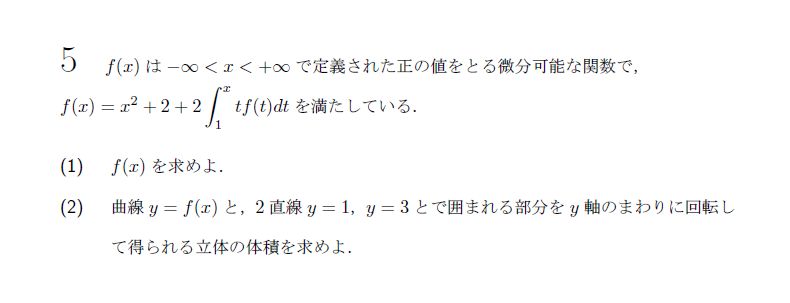 5 f(x) は −∞ < x < +∞ で定義された正の値をとる微分可能な関数で,
f(x) = x² + 2 + 2 ∫₁ˣ tf(t)dt を満たしている.
(1) f(x) を求めよ.
(2) 曲線 y = f(x) と, 2 直線 y = 1, y = 3 とで囲まれる部分を y 軸のまわりに回転し
て得られる立体の体積を求めよ.